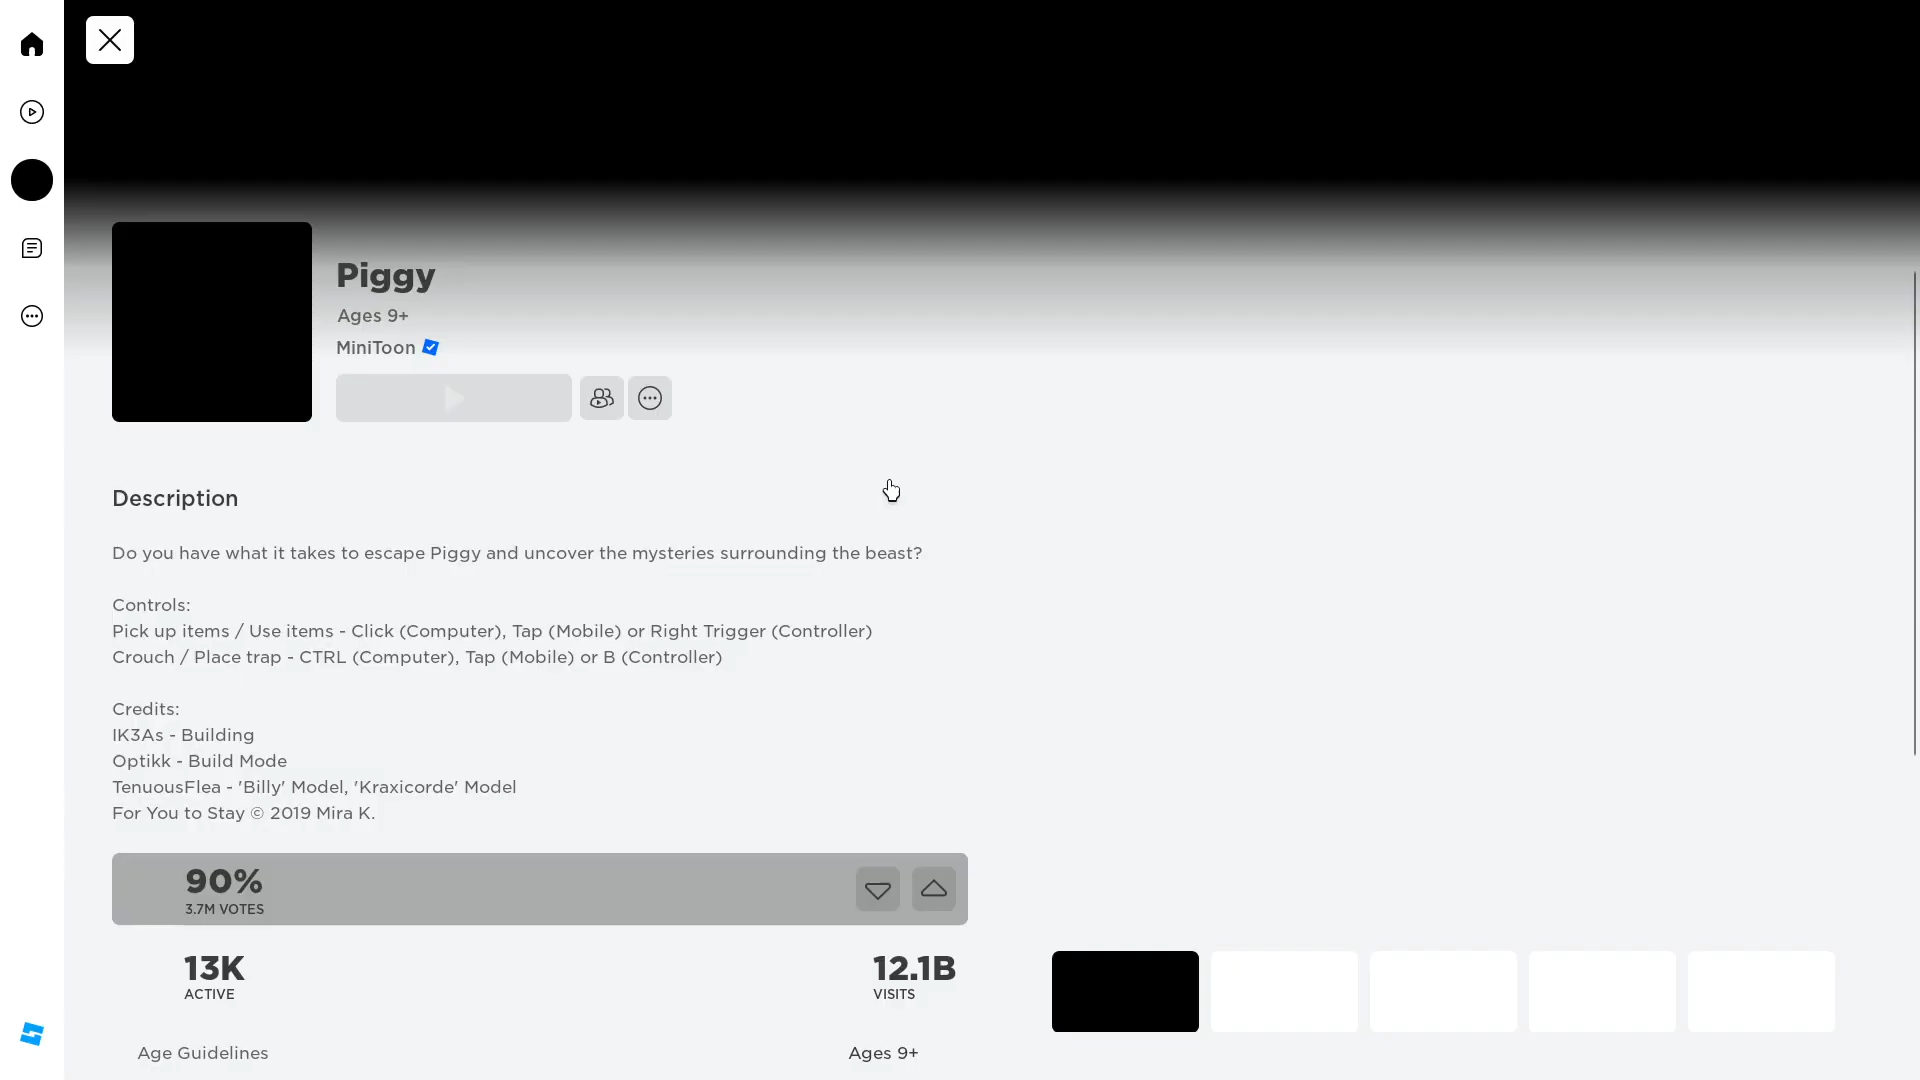 Piggy
Ages 9+
MiniToon
Description
Do you have what it takes to escape Piggy and uncover the mysteries surrounding the beast?
Controls:
Pick up items / Use items - Click (Computer), Tap (Mobile) or Right Trigger (Controller)
Crouch / Place trap - CTRL (Computer), Tap (Mobile) or B (Controller)
Credits:
IK3As - Building
Optikk - Build Mode
TenuousFlea - 'Billy' Model, 'Kraxicorde' Model
For You to Stay © 2019 Mira K.
90%
3.7M VOTES
13K
ACTIVE
12.1B
VISITS
Age Guidelines
Ages 9+